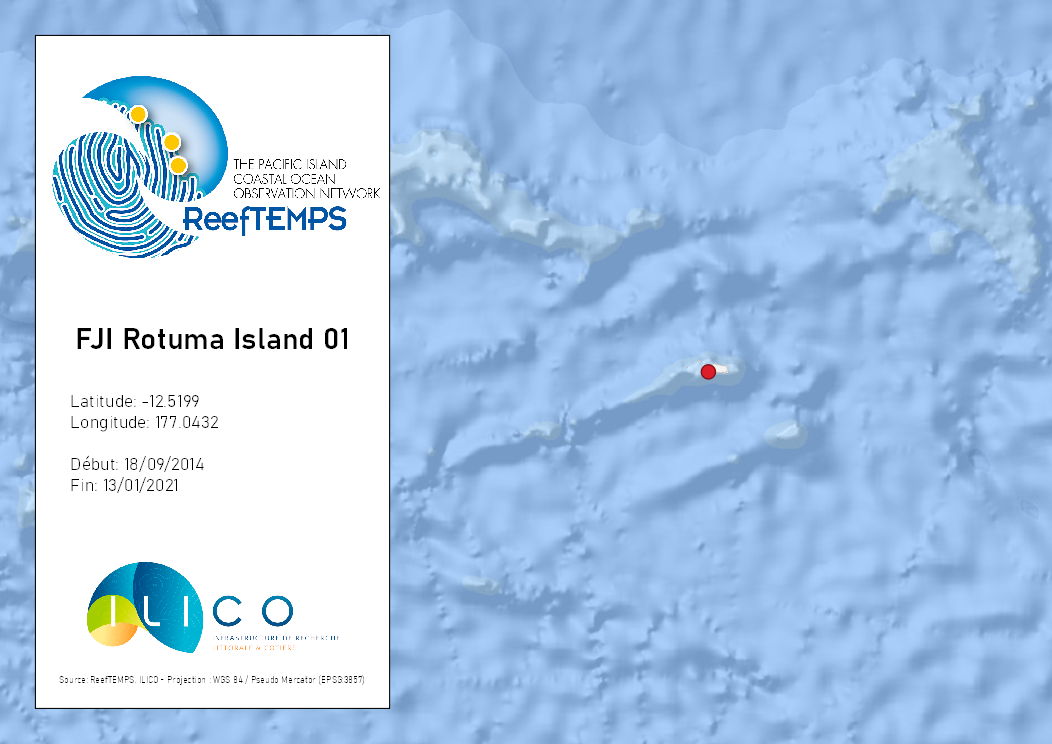 THE PACIFIC ISLAND
COASTAL OCEAN
OBSERVATION NETWORK
ReefTEMPS
FJI Rotuma Island 01
Latitude: -12.5199
Longitude: 177.0432
Début: 18/09/2014
Fin: 13/01/2021
ILICO
INFRASTRUCTURE DE RECHERCHE
LITTORALE & CÔTIÈRE
Source: ReefTEMPS, ILICO - Projection : WGS 84 / Pseudo Mercator (EPSG:3857)